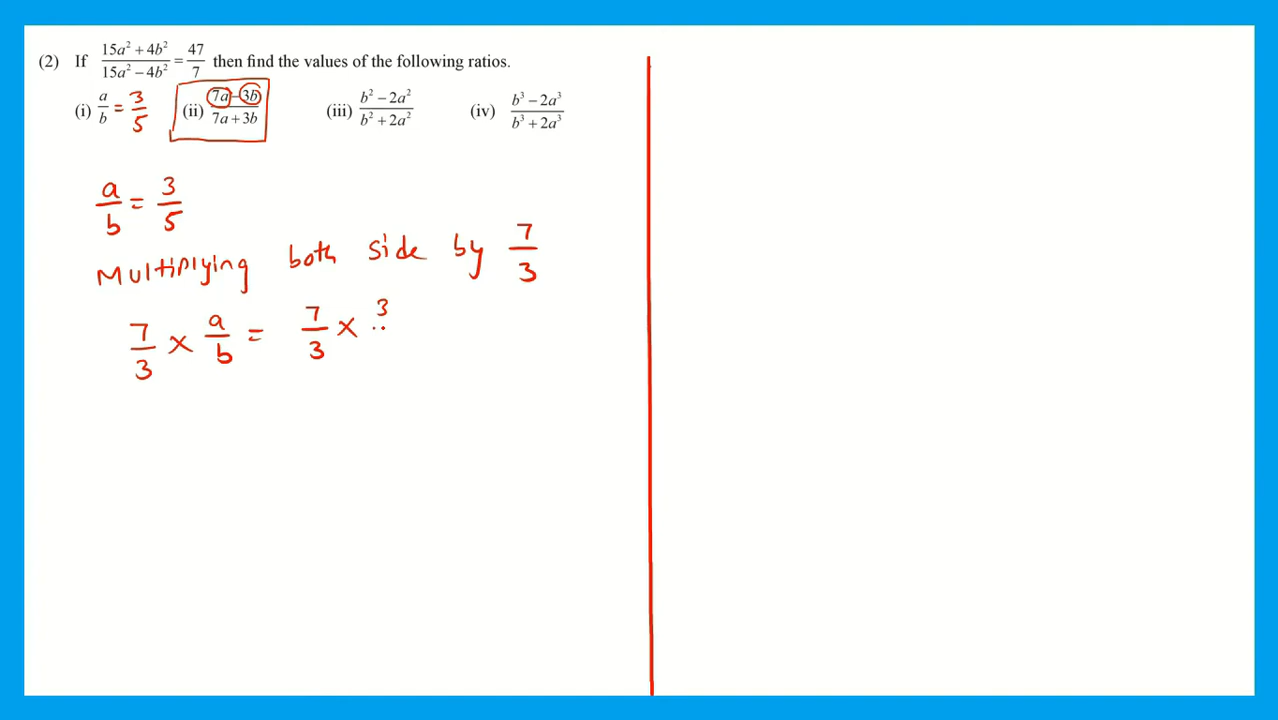 (2) If (15a² + 4b²)/(15a² − 4b²) = 47/7 then find the values of the following ratios.
(i) a/b = 3/5 (ii) (7a − 3b)/(7a + 3b) (iii) (b² − 2a²)/(b² + 2a²) (iv) (b³ − 2a³)/(b³ + 2a³)
a/b = 3/5
Multiplying both side by 7/3
7/3 × a/b = 7/3 × 3